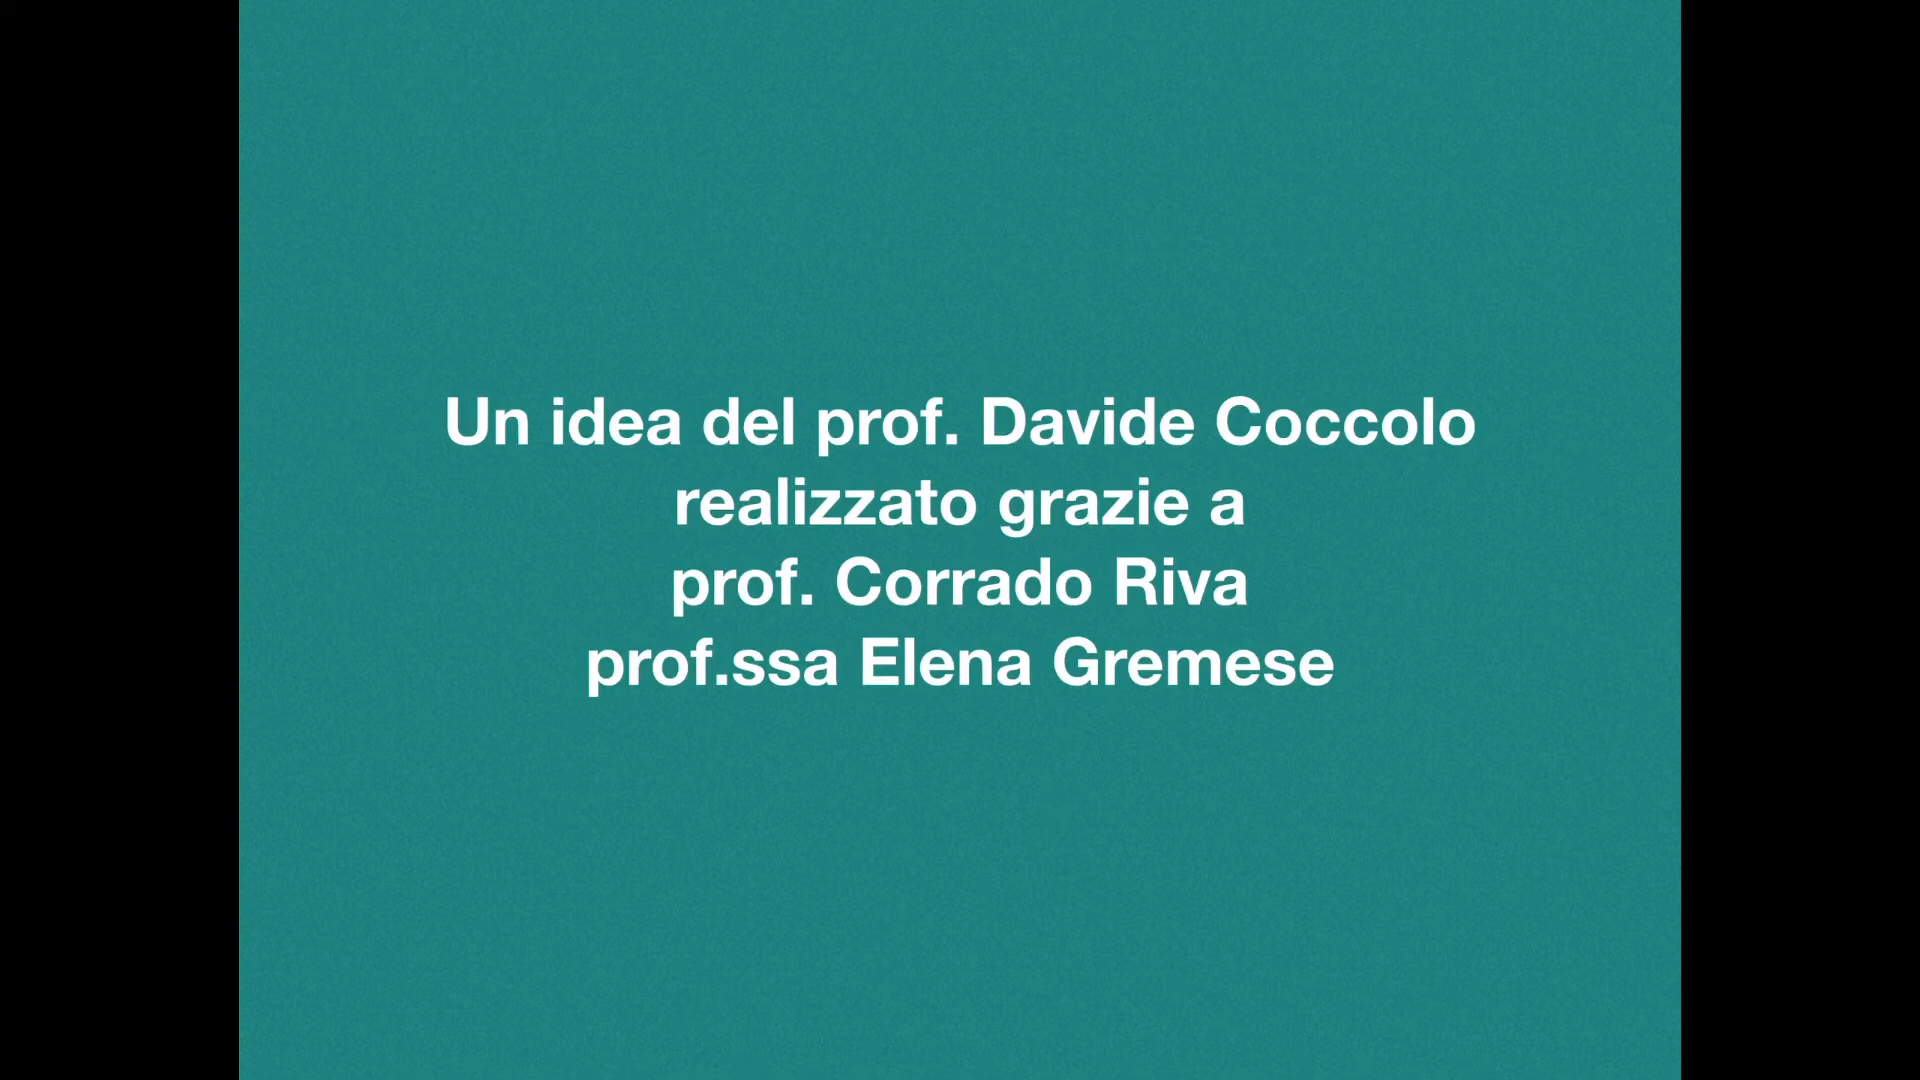 Un idea del prof. Davide Coccolo
realizzato grazie a
prof. Corrado Riva
prof.ssa Elena Gremese